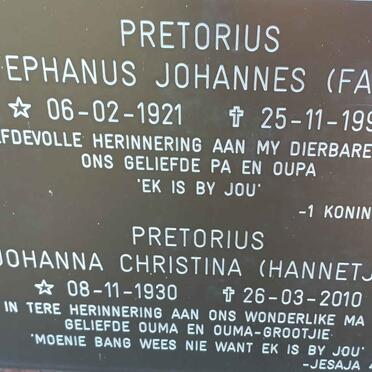 PRETORIUS
EPHANUS JOHANNES (FA
☆ 06-02-1921 ✝ 25-11-199
FDEVOLLE HERINNERING AAN MY DIERBARE
ONS GELIEFDE PA EN OUPA
'EK IS BY JOU'
-1 KONIN
PRETORIUS
JOHANNA CHRISTINA (HANNETJ
☆ 08-11-1930 ✝ 26-03-2010
IN TERE HERINNERING AAN ONS WONDERLIKE MA
GELIEFDE OUMA EN OUMA-GROOTJIE
'MOENIE BANG WEES NIE WANT EK IS BY JOU'
-JESAJA 4